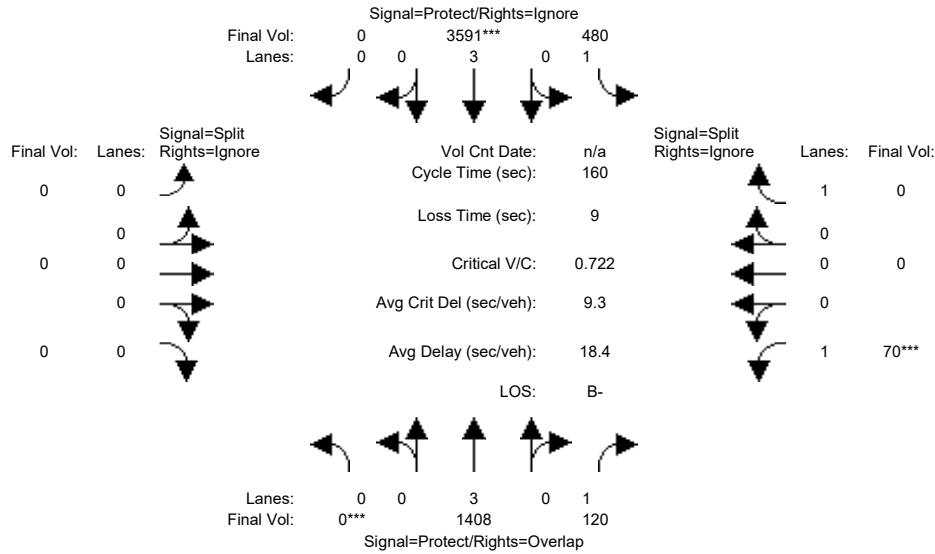 Signal=Protect/Rights=Ignore
Final Vol: 0 3591*** 480
Lanes: 0 0 3 0 1
Signal=Split Signal=Split
Final Vol: Lanes: Rights=Ignore Vol Cnt Date: n/a Rights=Ignore Lanes: Final Vol:
Cycle Time (sec): 160
0 0 1 0
Loss Time (sec): 9
0 0
0 0 Critical V/C: 0.722 0 0
0 Avg Crit Del (sec/veh): 9.3 0
0 0 Avg Delay (sec/veh): 18.4 1 70***
LOS: B-
Lanes: 0 0 3 0 1
Final Vol: 0*** 1408 120
Signal=Protect/Rights=Overlap